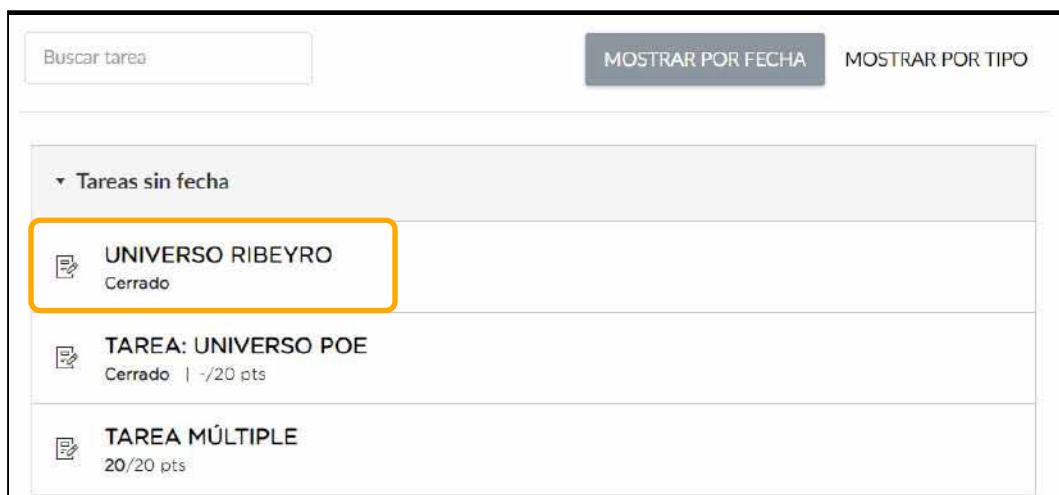 Buscar tarea
MOSTRAR POR FECHA MOSTRAR POR TIPO
Tareas sin fecha
UNIVERSO RIBEYRO
Cerrado
TAREA: UNIVERSO POE
Cerrado | -/20 pts
TAREA MÚLTIPLE
20/20 pts